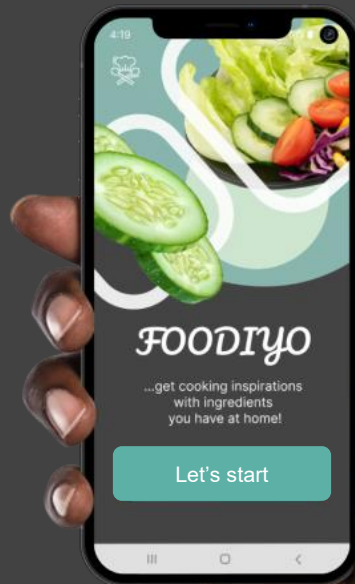 4:19
FOODIYO
...get cooking inspirations
with ingredients
you have at home!
Let's start